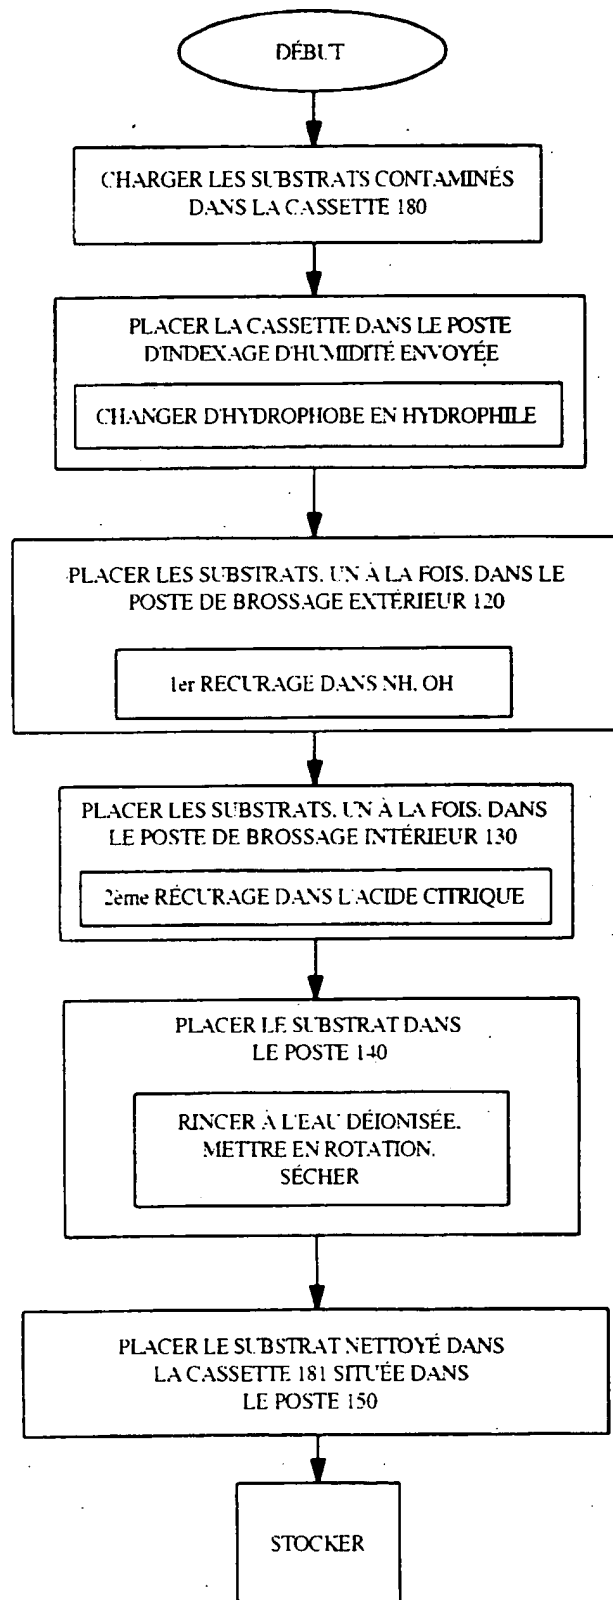 DÉBUT
CHARGER LES SUBSTRATS CONTAMINÉS
DANS LA CASSETTE 180
PLACER LA CASSETTE DANS LE POSTE
D'INDEXAGE D'HUMIDITÉ ENVOYÉE
CHANGER D'HYDROPHOBE EN HYDROPHILE
PLACER LES SUBSTRATS, UN À LA FOIS, DANS LE
POSTE DE BROSSAGE EXTÉRIEUR 120
1er RECURAGE DANS NH, OH
PLACER LES SUBSTRATS, UN À LA FOIS, DANS
LE POSTE DE BROSSAGE INTÉRIEUR 130
2ème RÉCURAGE DANS L'ACIDE CITRIQUE
PLACER LE SUBSTRAT DANS
LE POSTE 140
RINCER À L'EAU DÉIONISÉE,
METTRE EN ROTATION,
SÉCHER
PLACER LE SUBSTRAT NETTOYÉ DANS
LA CASSETTE 181 SITUÉE DANS
LE POSTE 150
STOCKER